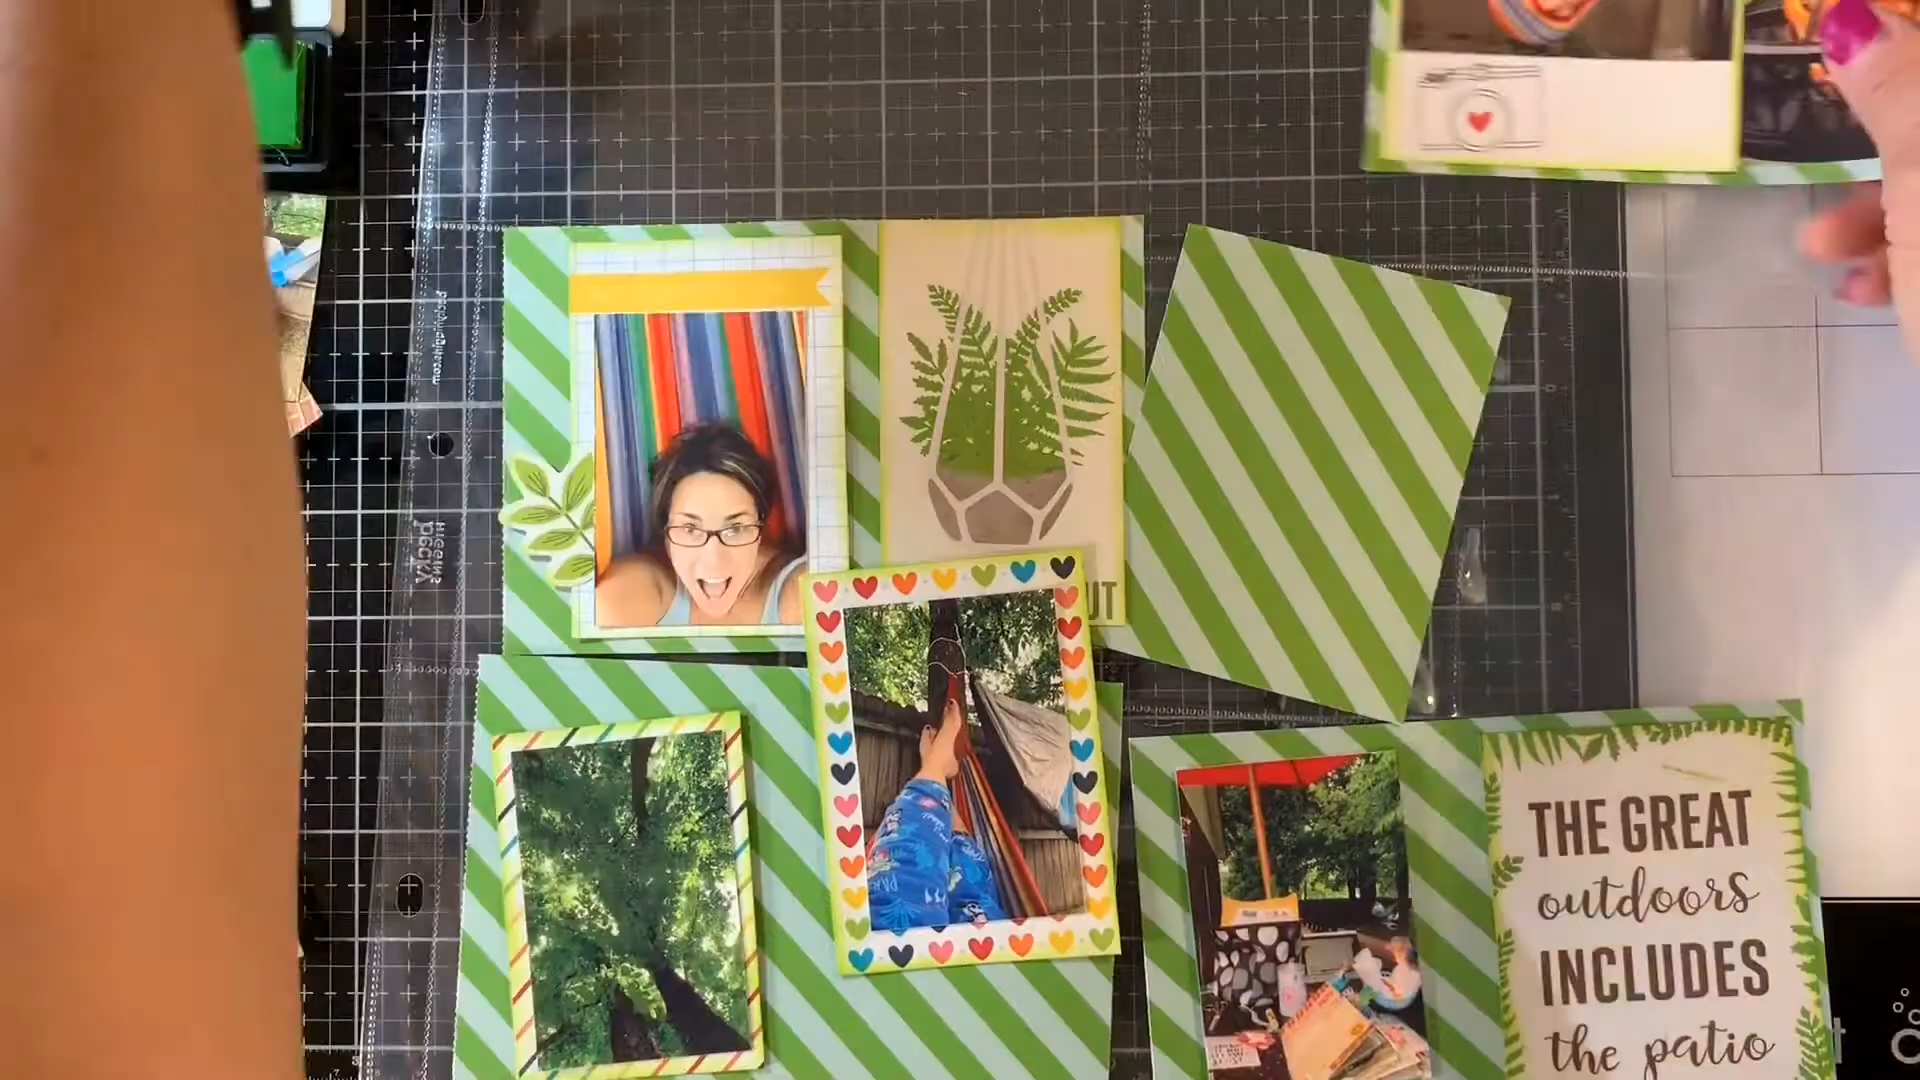 UT
THE GREAT
outdoors
INCLUDES
the patio
becky
HIGGINS